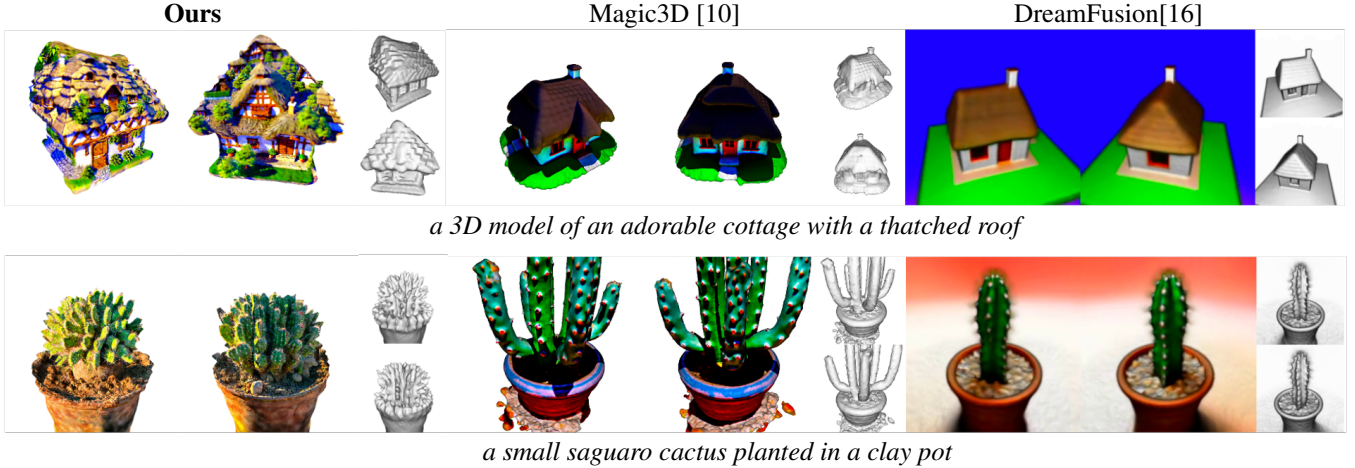 Ours Magic3D [10] DreamFusion[16]
a 3D model of an adorable cottage with a thatched roof
a small saguaro cactus planted in a clay pot